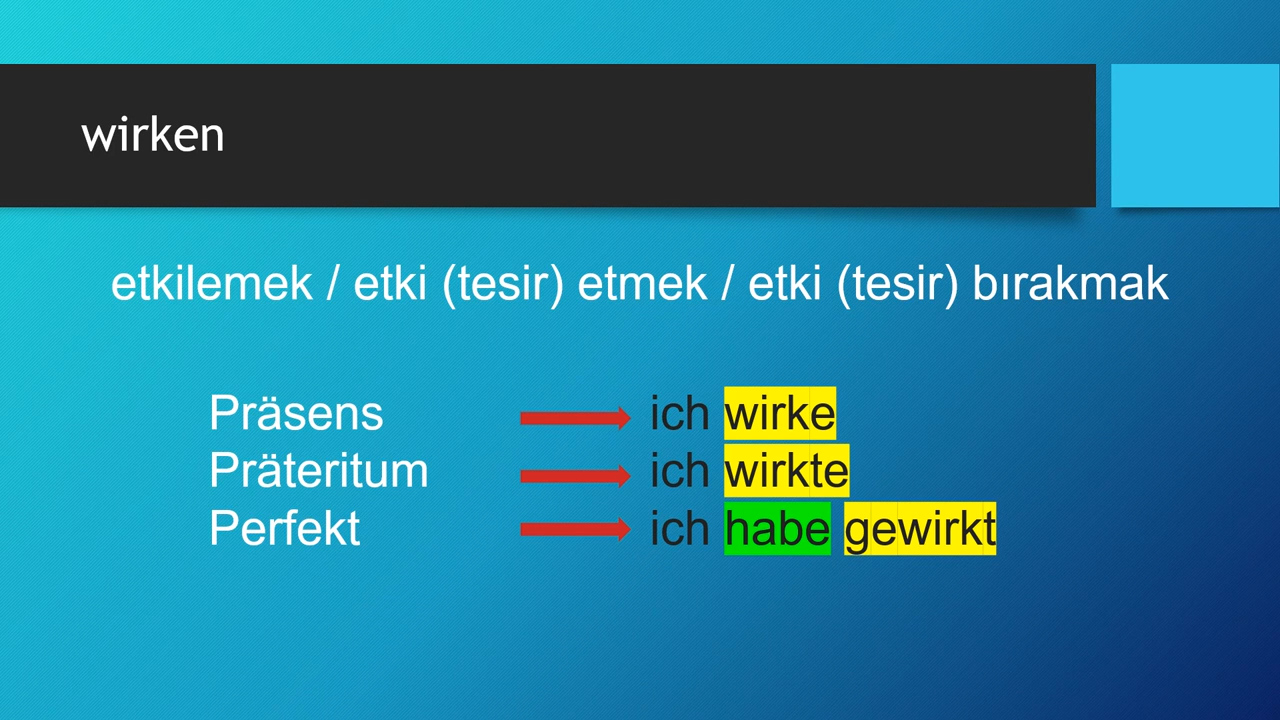 wirken
etkilemek / etki (tesir) etmek / etki (tesir) bırakmak
Präsens ich wirke
Präteritum ich wirkte
Perfekt ich habe gewirkt